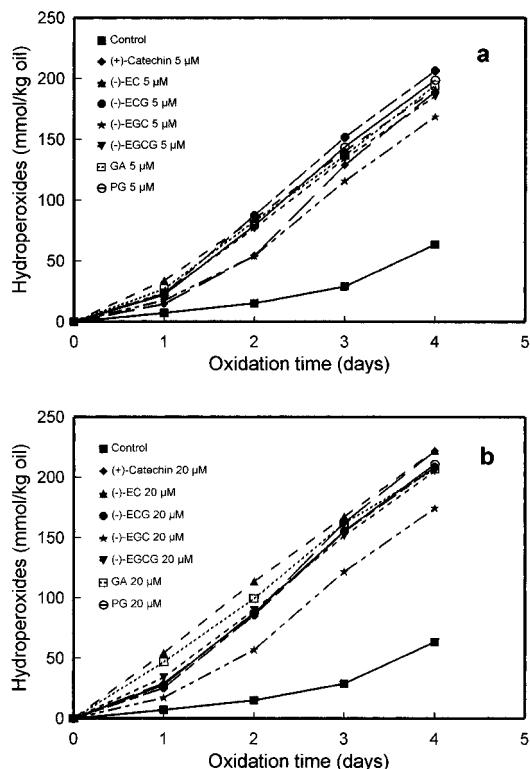 250
200
150
100
50
0
Hydroperoxides (mmol/kg oil)
a
Control
(+)-Catechin 5 µM
(-)-EC 5 µM
(-)-ECG 5 µM
(-)-EGC 5 µM
(-)-EGCG 5 µM
GA 5 µM
PG 5 µM
0 1 2 3 4 5
Oxidation time (days)
250
200
150
100
50
0
Hydroperoxides (mmol/kg oil)
b
Control
(+)-Catechin 20 µM
(-)-EC 20 µM
(-)-ECG 20 µM
(-)-EGC 20 µM
(-)-EGCG 20 µM
GA 20 µM
PG 20 µM
0 1 2 3 4 5
Oxidation time (days)